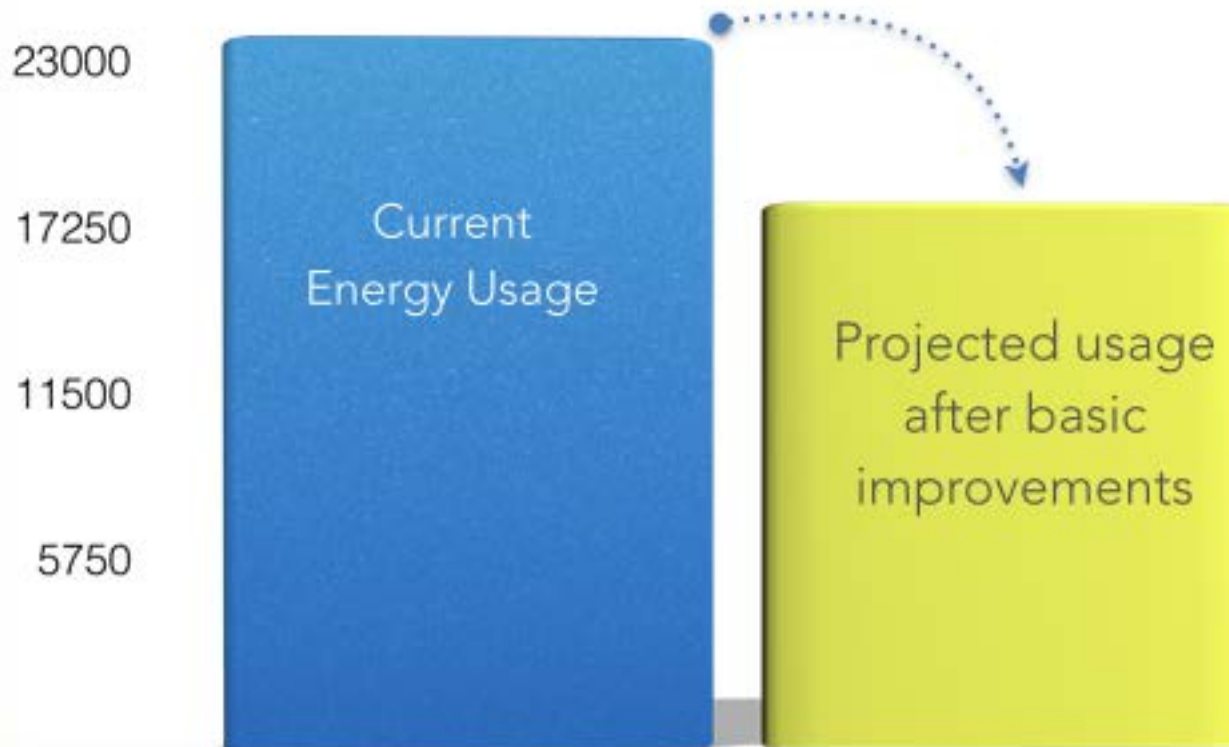 23000
17250
11500
5750
Current
Energy Usage
Projected usage
after basic
improvements